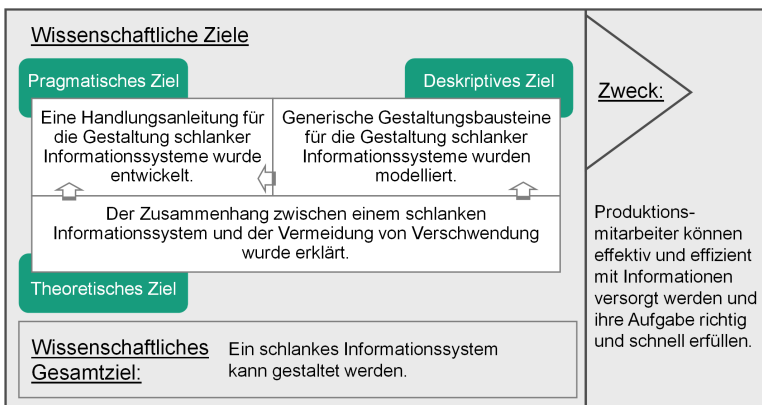 Wissenschaftliche Ziele
Pragmatisches Ziel
Deskriptives Ziel
Eine Handlungsanleitung für
die Gestaltung schlanker
Informationssysteme wurde
entwickelt.
Generische Gestaltungsbausteine
für die Gestaltung schlanker
Informationssysteme wurden
modelliert.
Der Zusammenhang zwischen einem schlanken
Informationssystem und der Vermeidung von Verschwendung
wurde erklärt.
Theoretisches Ziel
Wissenschaftliches
Gesamtziel:
Ein schlankes Informationssystem
kann gestaltet werden.
Zweck:
Produktions-
mitarbeiter können
effektiv und effizient
mit Informationen
versorgt werden und
ihre Aufgabe richtig
und schnell erfüllen.